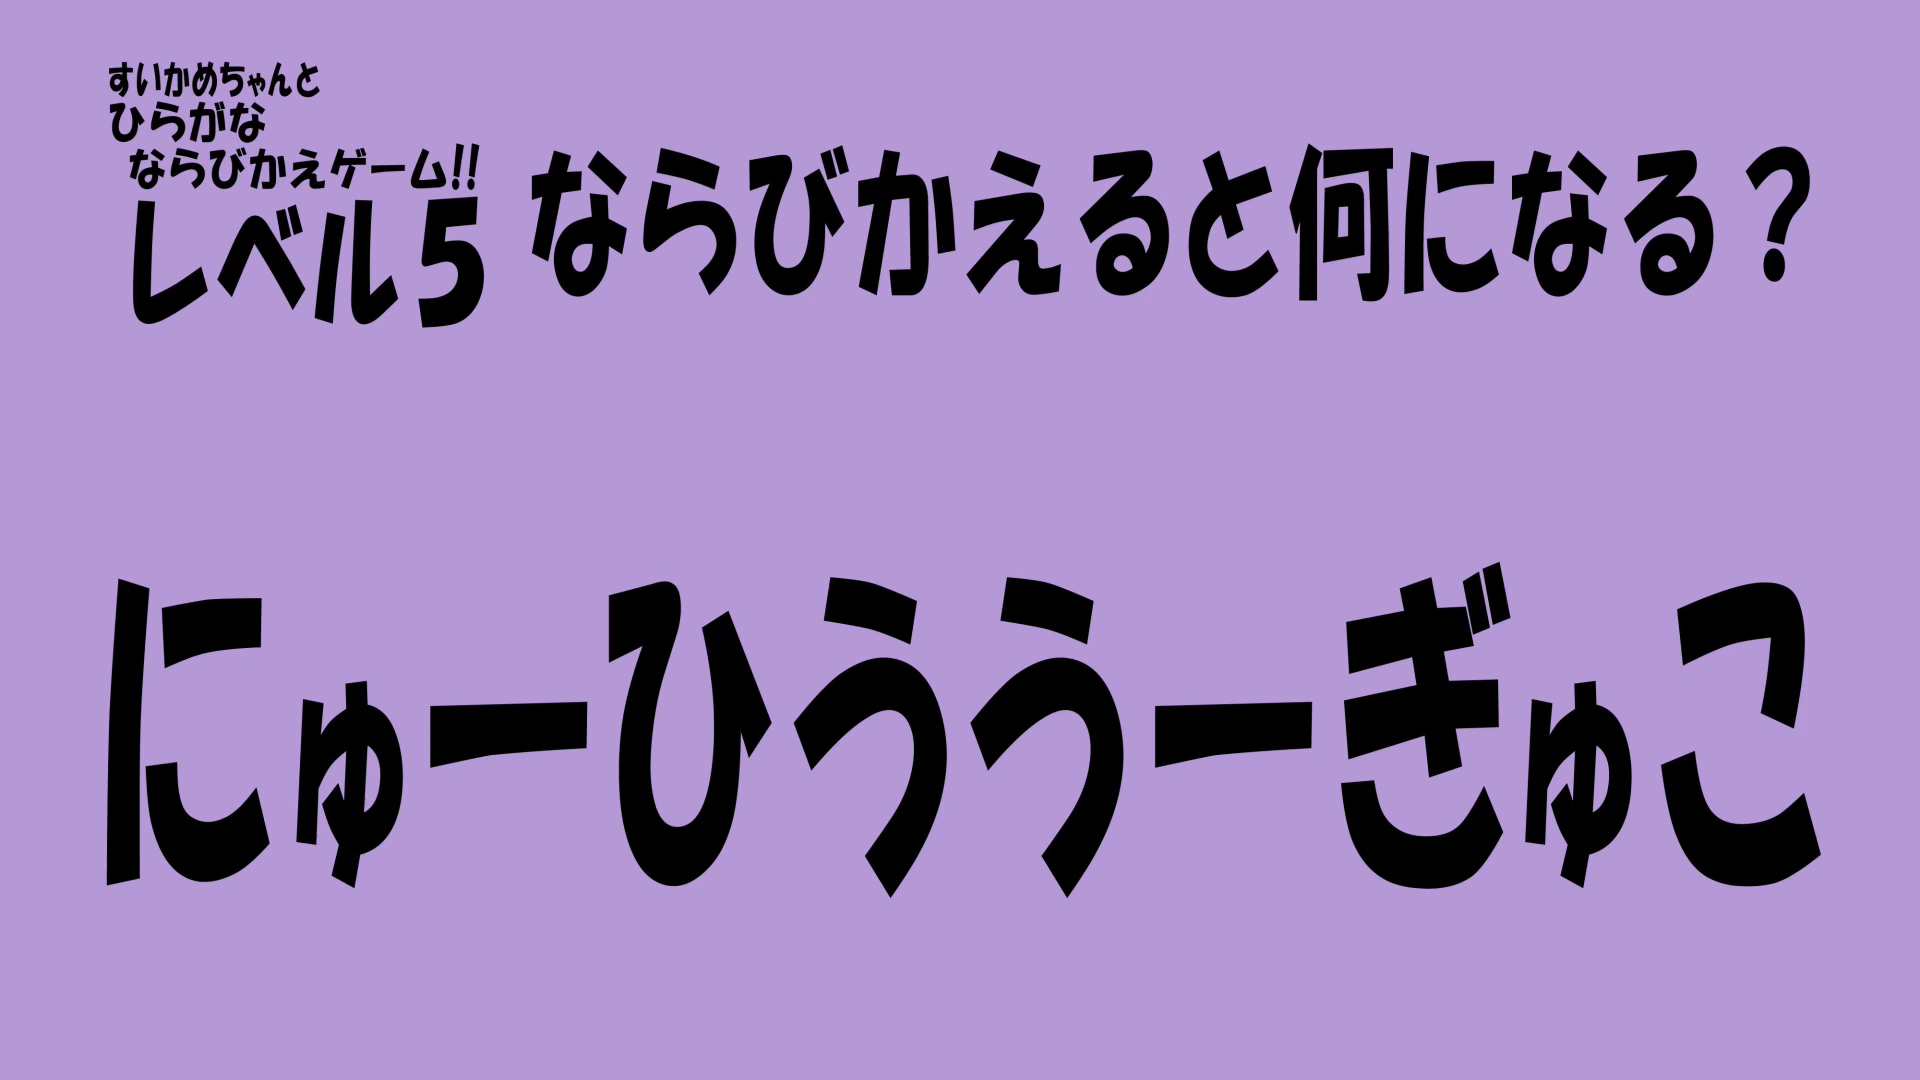 すいかめちゃんと
ひらがな
ならびかえゲーム!!
レベル5
ならびかえると何になる？
にゅーひううーぎゅこ